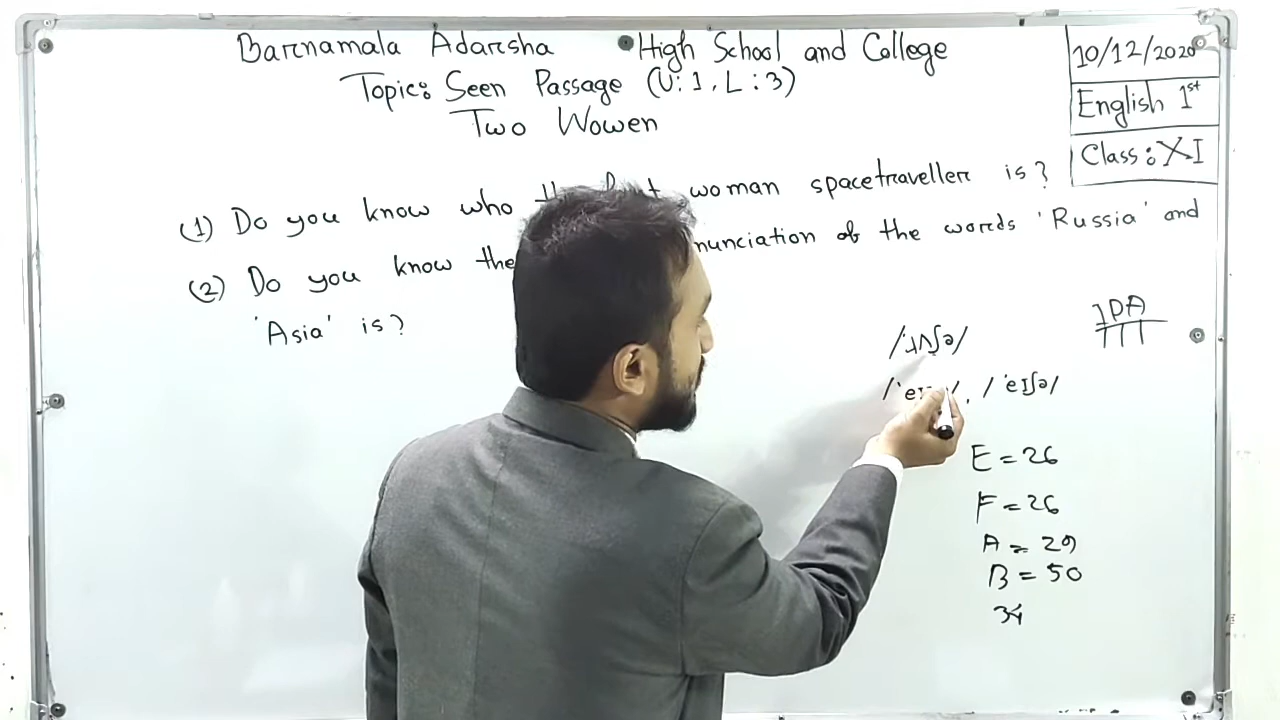 Barnamala Adarsha High School and College
Topic: Seen Passage (U: 1, L: 3)
Two Wowen
10/12/2020
English 1st
Class: XI
(1) Do you know who woman spacetraveller is?
(2) Do you know the of the words 'Russia' and
'Asia' is?
IPA
/ˈɹʌʃə/
/ˈeɪʃə/
E = 26
F = 26
A = 29
B = 50